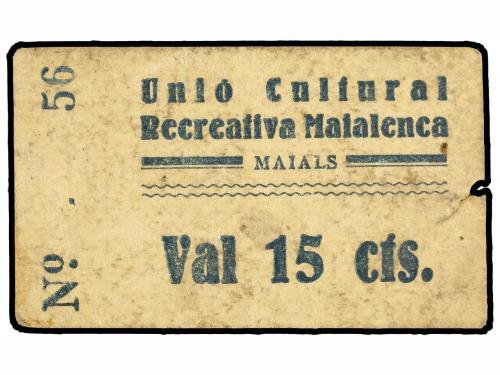 Unió Cultural
Recreativa Maialenca
MAIALS
Val 15 cts.
Nº 56